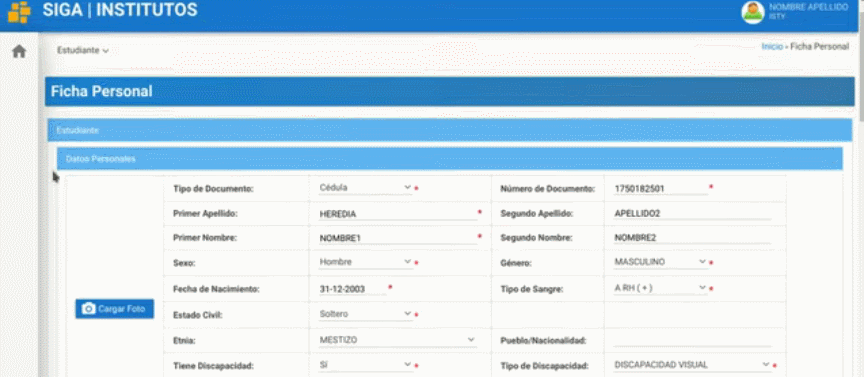 SIGA | INSTITUTOS
NOMBRE APELLIDO
ISTY
Estudiante
Inicio » Ficha Personal
Ficha Personal
Estudiante
Datos Personales
Tipo de Documento: Cédula * Número de Documento: 1750182501 *
Primer Apellido: HEREDIA * Segundo Apellido: APELLIDO2
Primer Nombre: NOMBRE1 * Segundo Nombre: NOMBRE2
Sexo: Hombre * Género: MASCULINO *
Fecha de Nacimiento: 31-12-2003 * Tipo de Sangre: A RH ( + ) *
Cargar Foto
Estado Civil: Soltero *
Etnia: MESTIZO Pueblo/Nacionalidad:
Tiene Discapacidad: Sí * Tipo de Discapacidad: DISCAPACIDAD VISUAL *